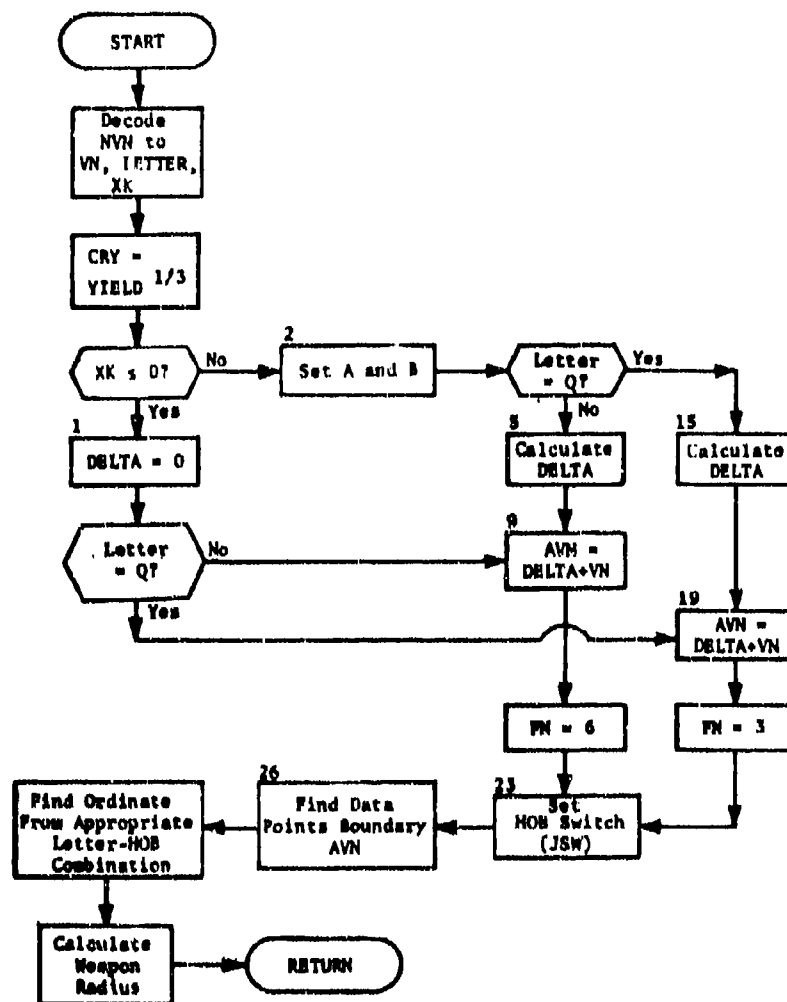 START
Decode
NVN to
VN, LETTER,
XK
CRY =
YIELD 1/3
XK ≤ 0?
No
2
Set A and B
Letter
= Q?
Yes
Yes
No
1
DELTA = 0
5
Calculate
DELTA
15
Calculate
DELTA
Letter
= Q?
No
9
AVN =
DELTA+VN
Yes
19
AVN =
DELTA+VN
FN = 6
FN = 3
Find Ordinate
From Appropriate
Letter-HOB
Combination
26
Find Data
Points Boundary
AVN
23
Set
HOB Switch
(JSW)
Calculate
Weapon
Radius
RETURN